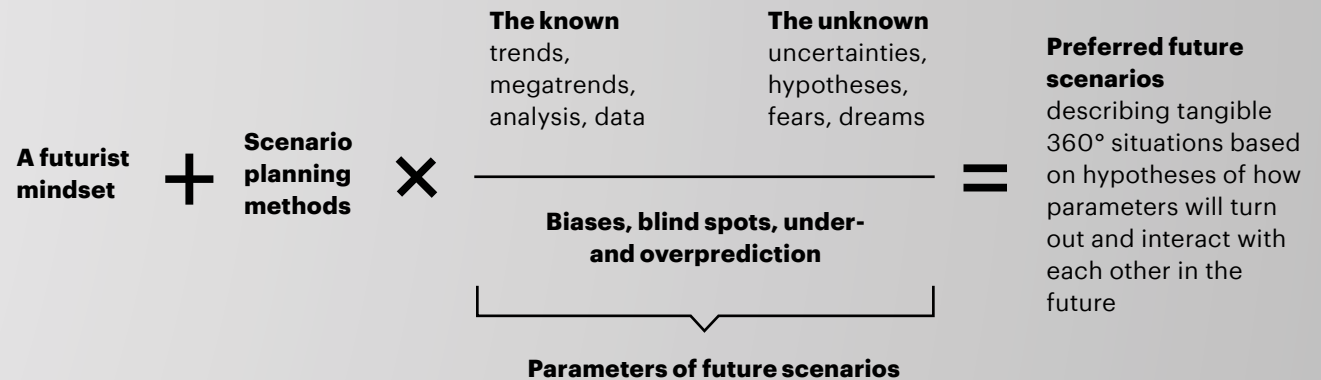 A futurist
mindset
+
Scenario
planning
methods
×
The known
trends,
megatrends,
analysis, data
The unknown
uncertainties,
hypotheses,
fears, dreams
Biases, blind spots, under-
and overprediction
Parameters of future scenarios
=
Preferred future
scenarios
describing tangible
360° situations based
on hypotheses of how
parameters will turn
out and interact with
each other in the
future